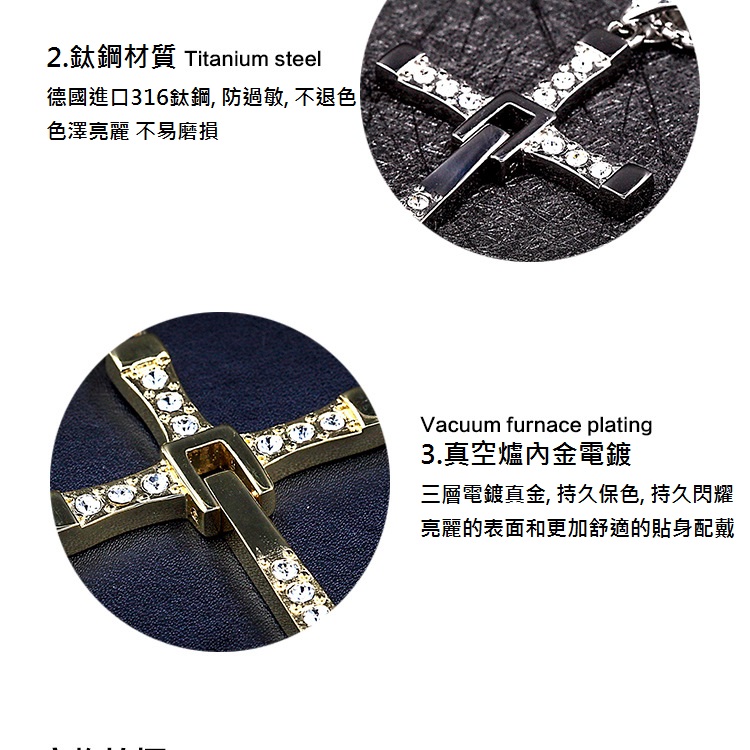 2.鈦鋼材質 Titanium steel
德國進口316鈦鋼, 防過敏, 不退色
色澤亮麗 不易磨損
Vacuum furnace plating
3.真空爐內金電鍍
三層電鍍真金, 持久保色, 持久閃耀
亮麗的表面和更加舒適的貼身配戴